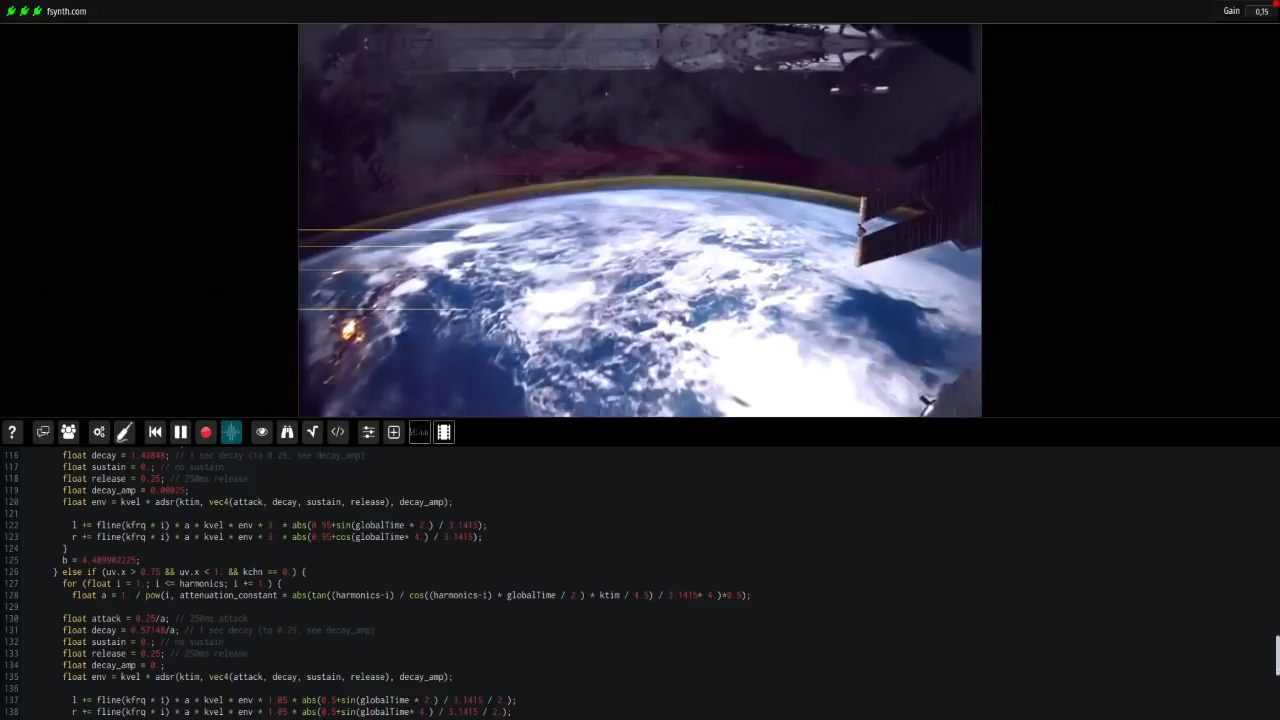 fsynth.com
Gain 0,15
116 float decay = 1.42848; // 1 sec decay (to 0.25, see decay_amp)
117 float sustain = 0.; // no sustain
118 float release = 0.25; // 250ms release
119 float decay_amp = 0.00025;
120 float env = kvel * adsr(ktim, vec4(attack, decay, sustain, release), decay_amp);
121
122 l += fline(kfrq * i) * a * kvel * env * 3. * abs(0.95+sin(globalTime * 2.) / 3.1415);
123 r += fline(kfrq * i) * a * kvel * env * 3. * abs(0.95+cos(globalTime* 4.) / 3.1415);
124 }
125 b = 4.489902225;
126 } else if (uv.x > 0.75 && uv.x < 1. && kchn == 0.) {
127 for (float i = 1.; i <= harmonics; i += 1.) {
128 float a = 1. / pow(i, attenuation_constant * abs(tan((harmonics-i) / cos((harmonics-i) * globalTime / 2.) * ktim / 4.5) / 3.1415* 4.)*0.5);
129
130 float attack = 0.25/a; // 250ms attack
131 float decay = 0.57148/a; // 1 sec decay (to 0.25, see decay_amp)
132 float sustain = 0.; // no sustain
133 float release = 0.25; // 250ms release
134 float decay_amp = 0.;
135 float env = kvel * adsr(ktim, vec4(attack, decay, sustain, release), decay_amp);
136
137 l += fline(kfrq * i) * a * kvel * env * 1.05 * abs(0.5+sin(globalTime * 2.) / 3.1415 / 2.);
138 r += fline(kfrq * i) * a * kvel * env * 1.05 * abs(0.5+sin(globalTime* 4.) / 3.1415 / 2.);